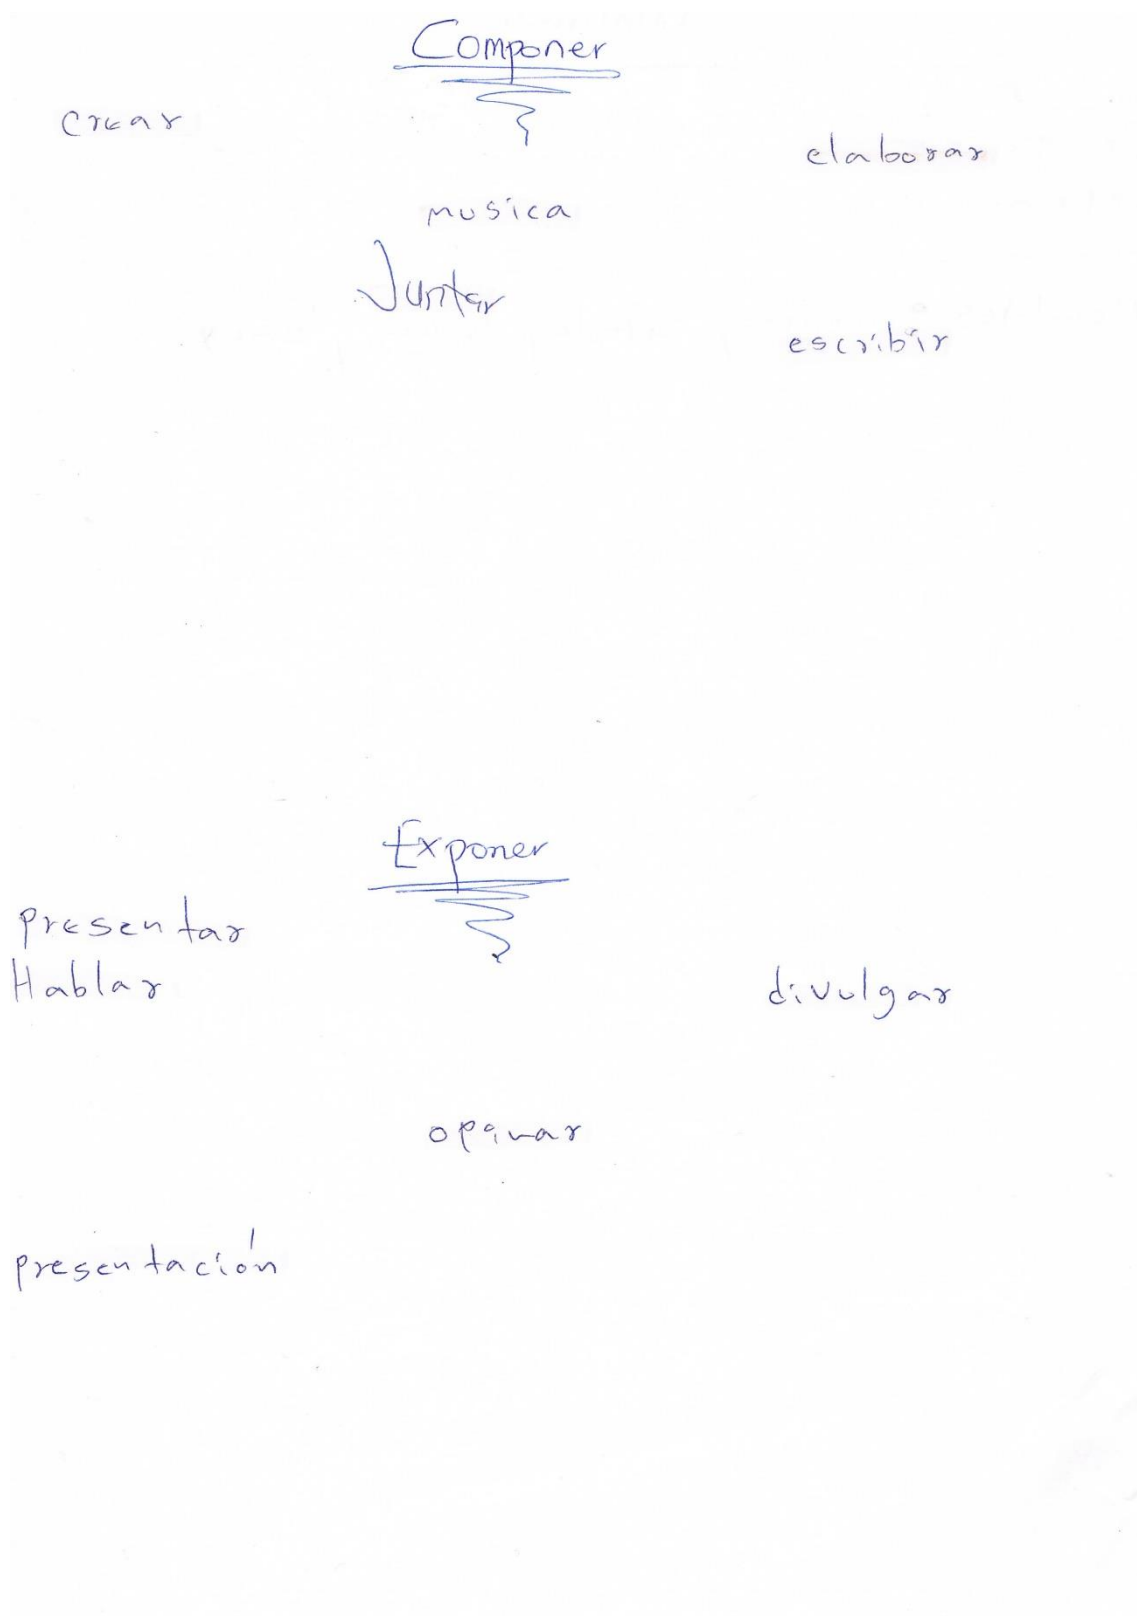 Componer
crear
elaborar
musica
Juntar
escribir
Exponer
presentar
Hablar
divulgar
opinar
presentación